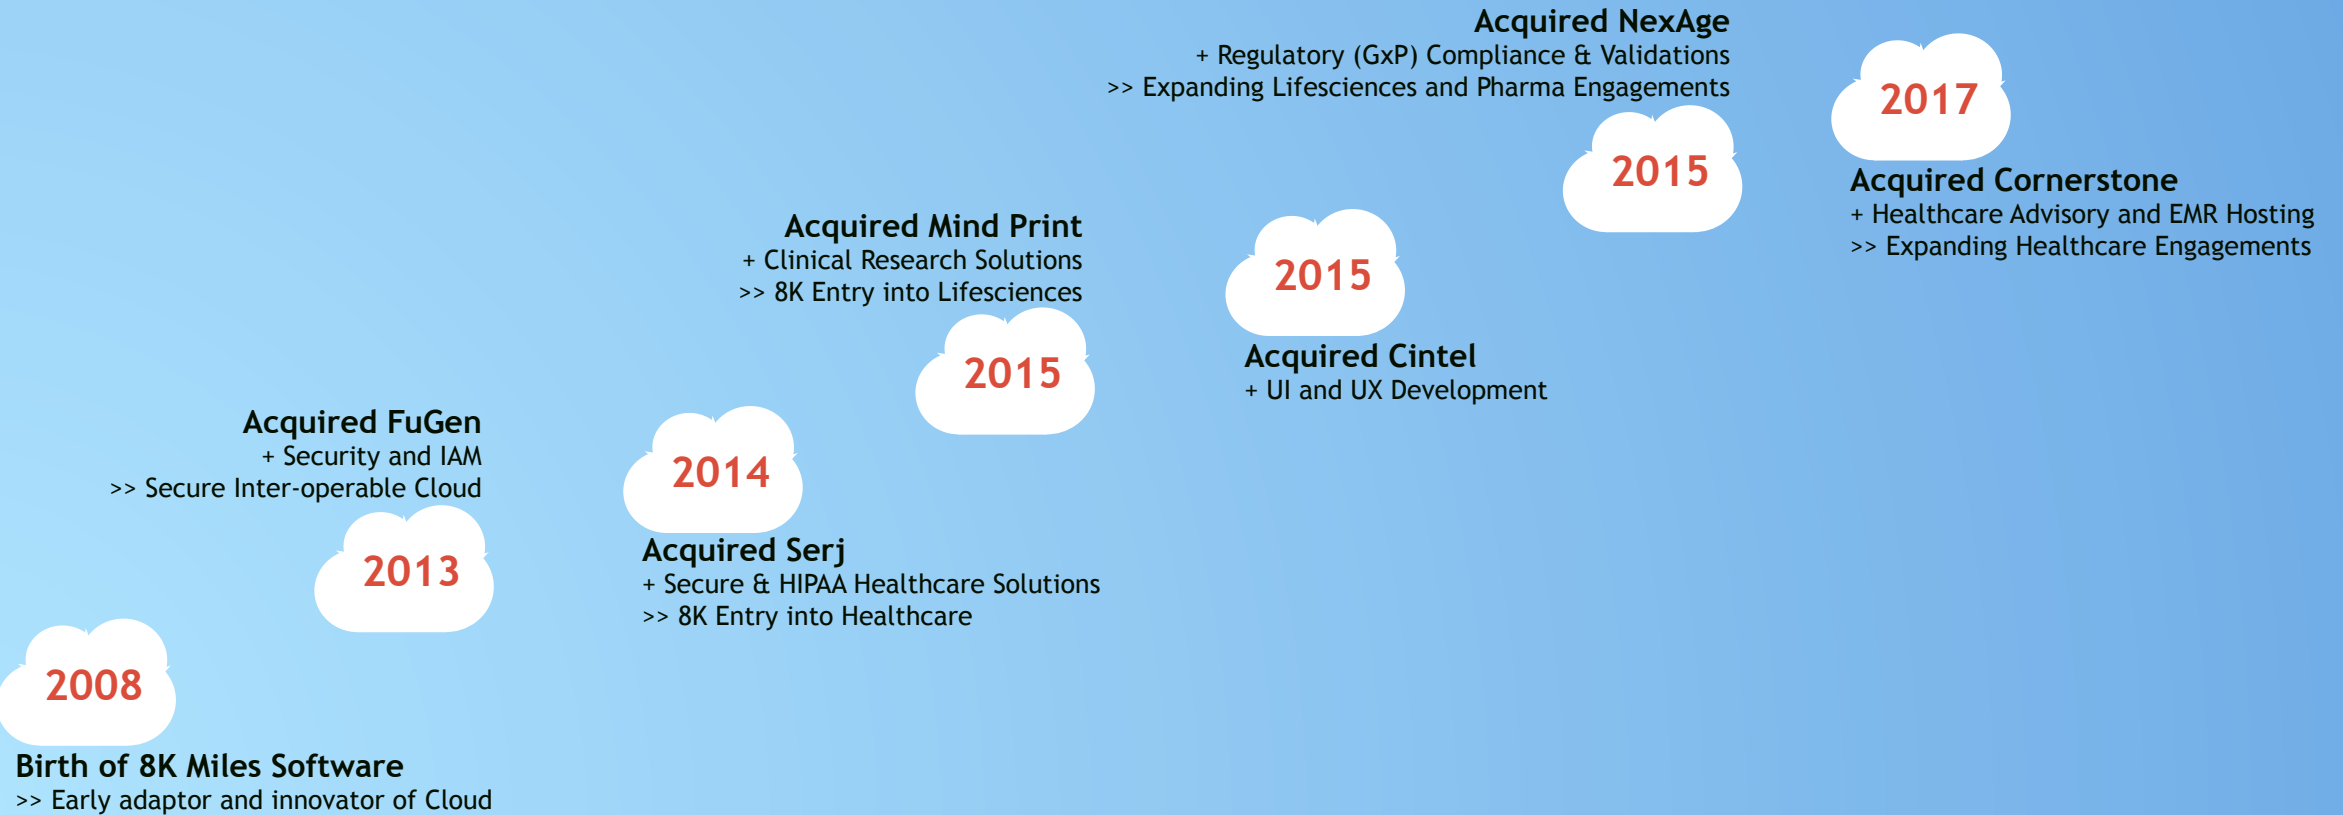 2008
Birth of 8K Miles Software
>> Early adaptor and innovator of Cloud
Acquired FuGen
+ Security and IAM
>> Secure Inter-operable Cloud
2013
2014
Acquired Serj
+ Secure & HIPAA Healthcare Solutions
>> 8K Entry into Healthcare
Acquired Mind Print
+ Clinical Research Solutions
>> 8K Entry into Lifesciences
2015
2015
Acquired Cintel
+ UI and UX Development
Acquired NexAge
+ Regulatory (GxP) Compliance & Validations
>> Expanding Lifesciences and Pharma Engagements
2015
2017
Acquired Cornerstone
+ Healthcare Advisory and EMR Hosting
>> Expanding Healthcare Engagements